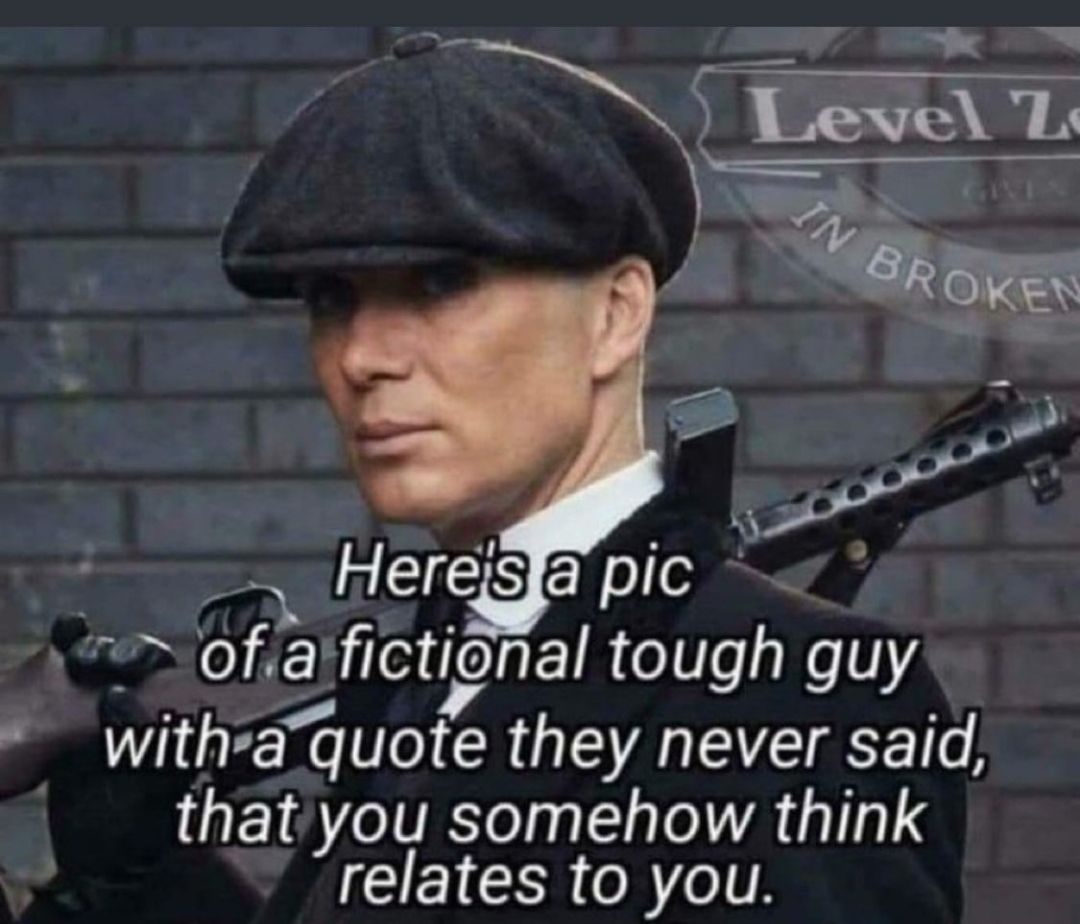 Level
IN BROKEN
Here's a pic
of a fictional tough guy
with a quote they never said,
that you somehow think
relates to you.